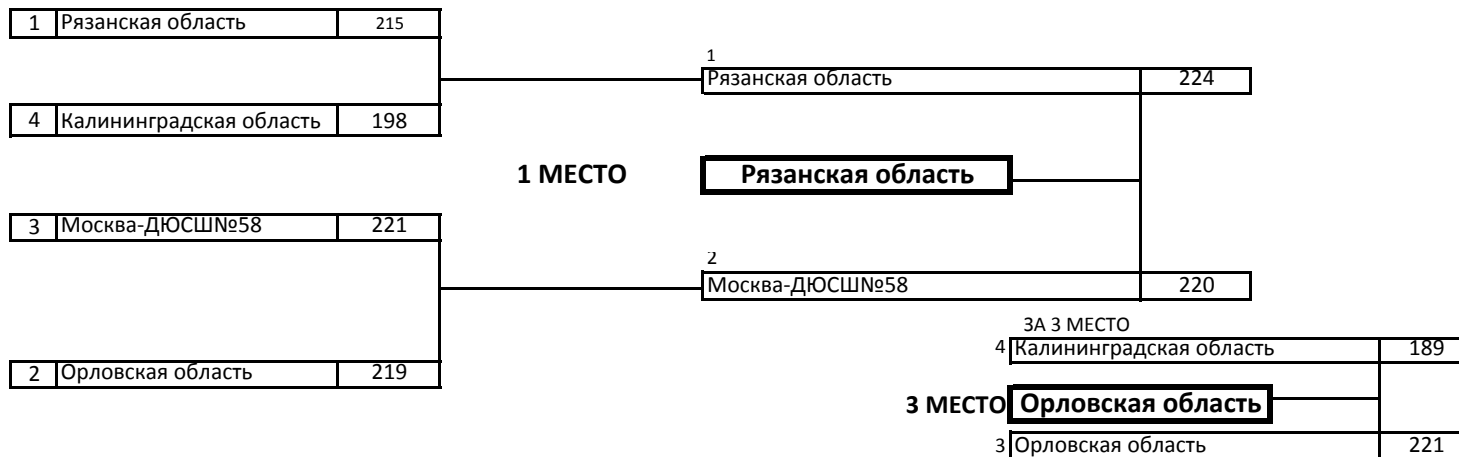 1 Рязанская область 215
1
Рязанская область 224
4 Калининградская область 198
1 МЕСТО Рязанская область
3 Москва-ДЮСШ№58 221
2
Москва-ДЮСШ№58 220
ЗА 3 МЕСТО
4 Калининградская область 189
2 Орловская область 219
3 МЕСТО Орловская область
3 Орловская область 221